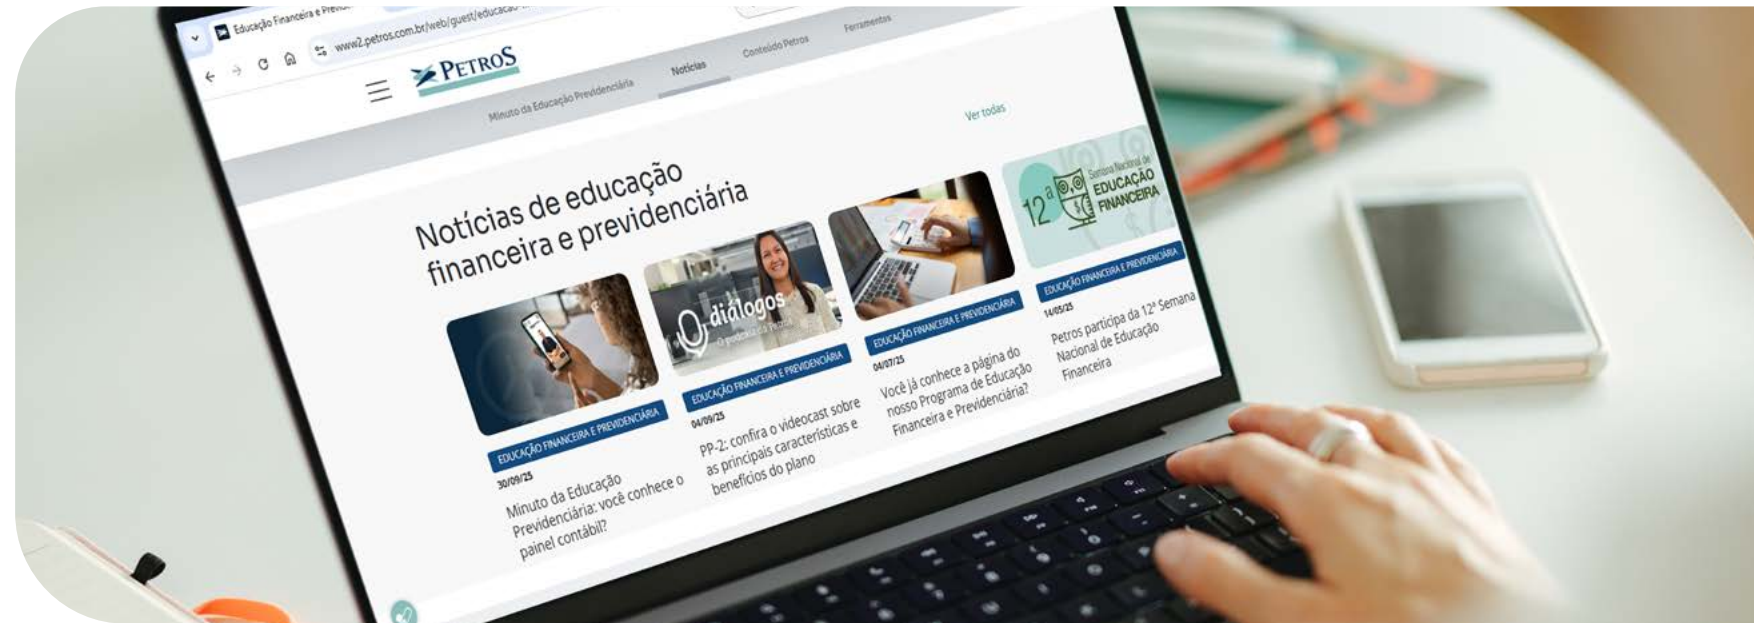 Educação Financeira e Previ
www2.petros.com.br/web/guest/educacao-
PETROS
Minuto da Educação Previdenciária
Notícias
Conteúdo Petros
Ferramentas
Notícias de educação
financeira e previdenciária
Ver todas
diálogos
O podcast da Petros
12ª
Semana Nacional de
EDUCAÇÃO
FINANCEIRA
EDUCAÇÃO FINANCEIRA E PREVIDENCIÁRIA
30/09/25
Minuto da Educação
Previdenciária: você conhece o
painel contábil?
EDUCAÇÃO FINANCEIRA E PREVIDENCIÁRIA
04/09/25
PP-2: confira o videocast sobre
as principais características e
benefícios do plano
EDUCAÇÃO FINANCEIRA E PREVIDENCIÁRIA
04/07/25
Você já conhece a página do
nosso Programa de Educação
Financeira e Previdenciária?
EDUCAÇÃO FINANCEIRA E PREVIDENCIÁRIA
14/05/25
Petros participa da 12ª Semana
Nacional de Educação
Financeira